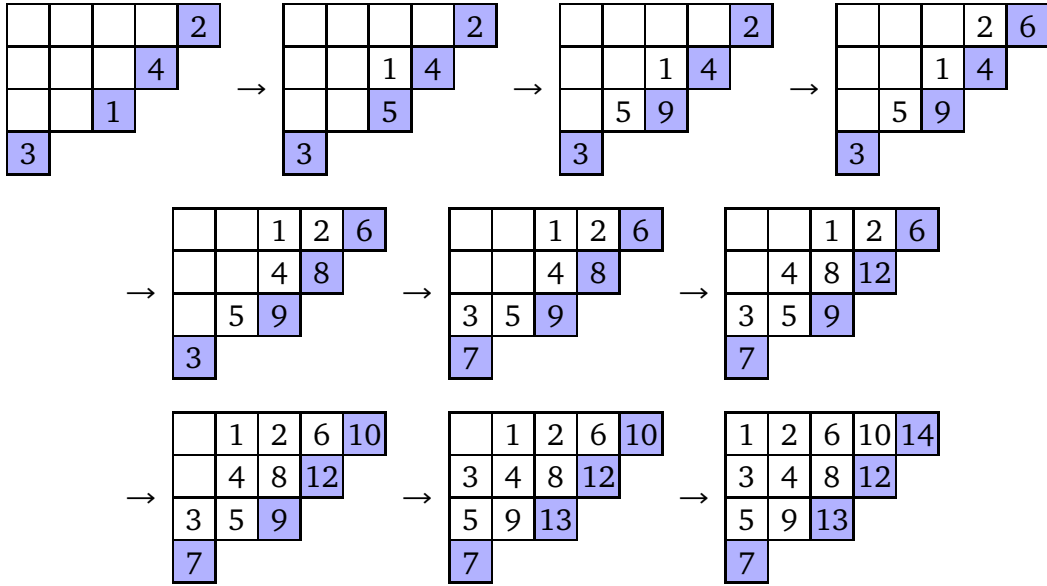 2 2 2 2 6
4 1 4 1 4 1 4
→ → →
1 5 5 9 5 9
3 3 3 3
1 2 6 1 2 6 1 2 6
4 8 4 8 4 8 12
→ → →
5 9 3 5 9 3 5 9
3 7 7
1 2 6 10 1 2 6 10 1 2 6 10 14
4 8 12 3 4 8 12 3 4 8 12
→ → →
3 5 9 5 9 13 5 9 13
7 7 7